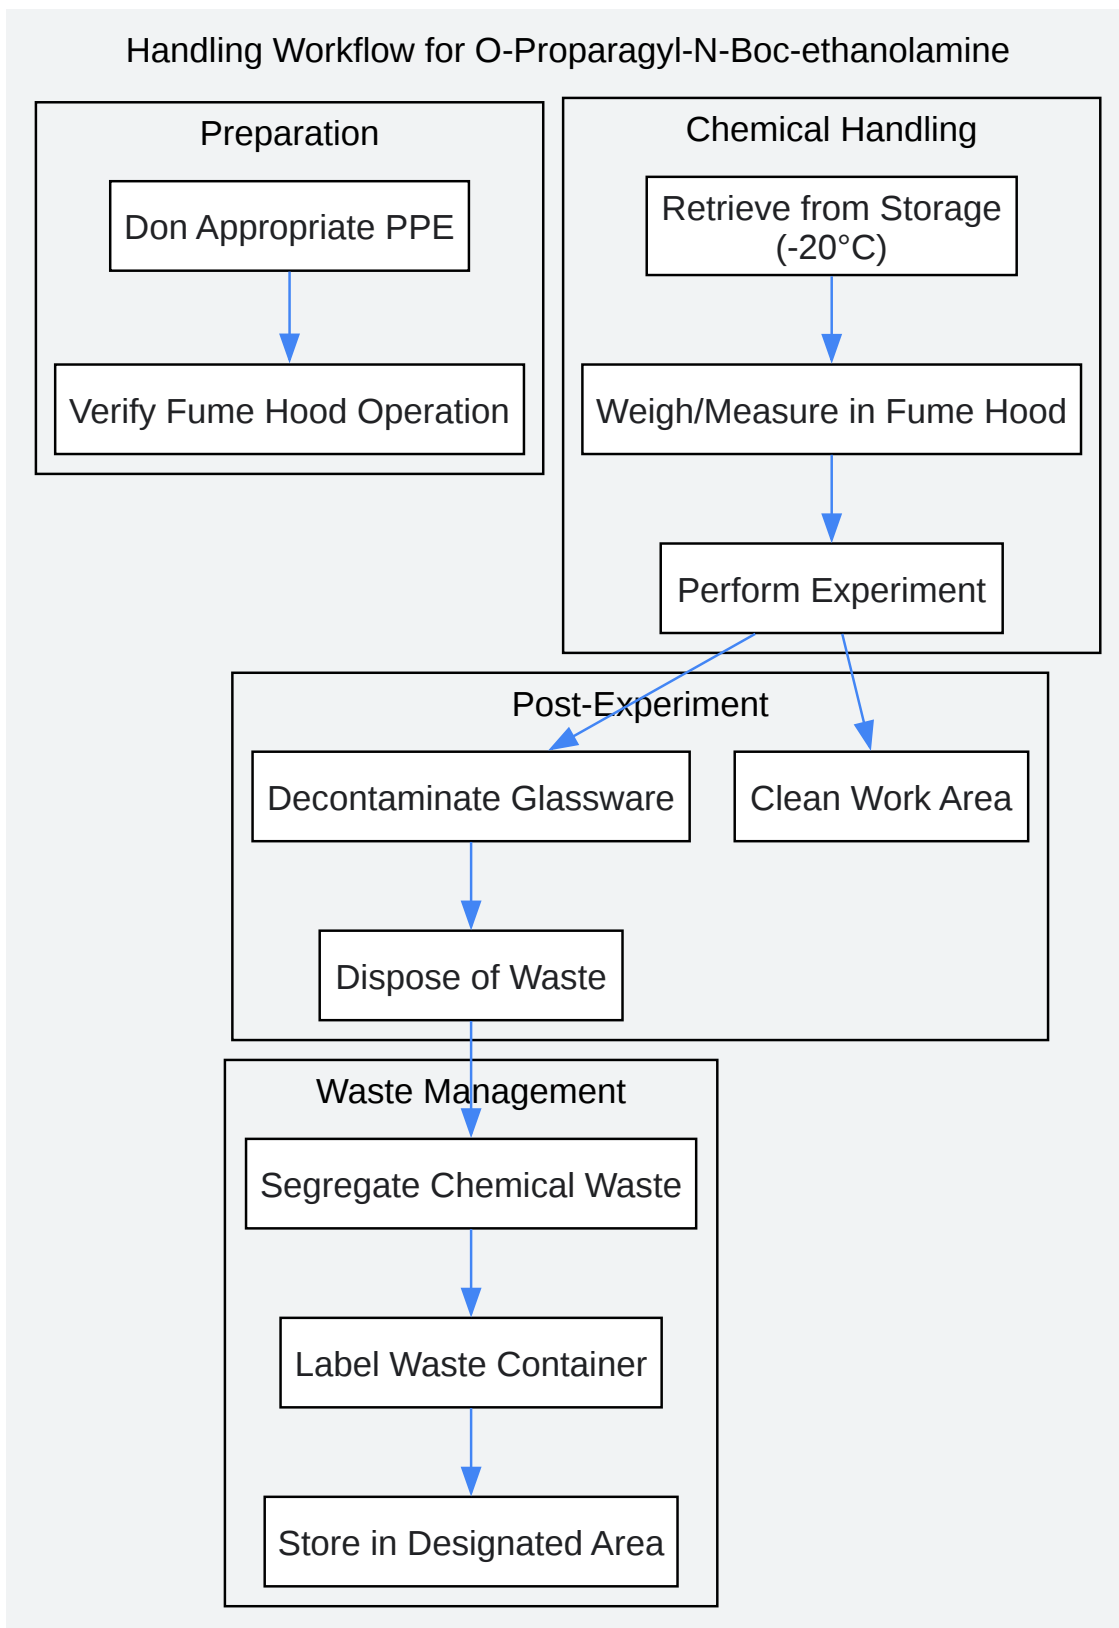 Handling Workflow for O-Proparagyl-N-Boc-ethanolamine
Preparation
Don Appropriate PPE
Verify Fume Hood Operation
Chemical Handling
Retrieve from Storage
(-20°C)
Weigh/Measure in Fume Hood
Perform Experiment
Post-Experiment
Decontaminate Glassware
Clean Work Area
Dispose of Waste
Waste Management
Segregate Chemical Waste
Label Waste Container
Store in Designated Area